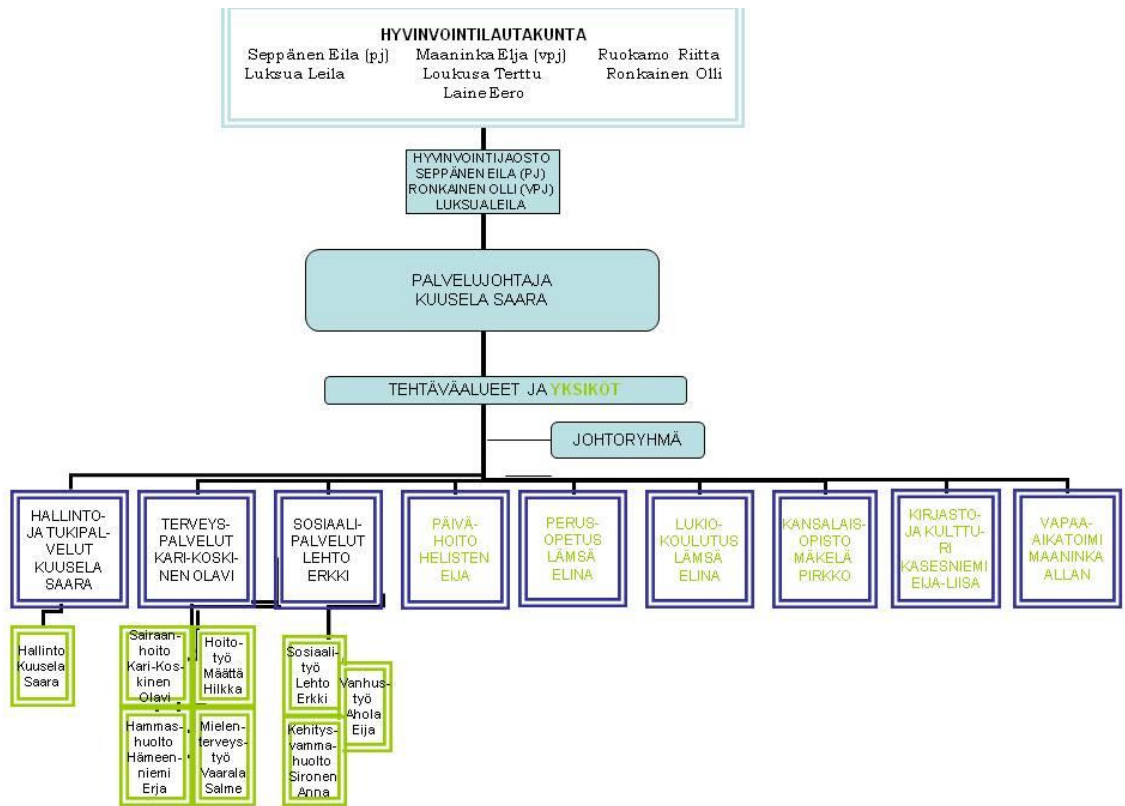 HYVINVOINTILAUTAKUNTA
Seppänen Eila (pj) Maaninka Elja (vpj) Ruokamo Riitta
Luksua Leila Loukusa Terttu Ronkainen Olli
Laine Eero
HYVINVOINTIJAOSTO
SEPPÄNEN EILA (PJ)
RONKAINEN OLLI (VPJ)
LUKSUALEILA
PALVELUJOHTAJA
KUUSELA SAARA
TEHTÄVÄALUEET JA YKSIKÖT
JOHTORYHMÄ
HALLINTO-
JA TUKIPAL-
VELUT
KUUSELA
SAARA
TERVEYS-
PALVELUT
KARI-KOSKI-
NEN OLAVI
SOSIAALI-
PALVELUT
LEHTO
ERKKI
PÄIVÄ-
HOITO
HELISTEN
EIJA
PERUS-
OPETUS
LÄMSÄ
ELINA
LUKIO-
KOULUTUS
LÄMSÄ
ELINA
KANSALAIS-
OPISTO
MÄKELÄ
PIRKKO
KIRJASTO-
JA KULTTU-
RI
KASESNIEMI
EIJA-LIISA
VAPAA-
AIKATOIMI
MAANINKA
ALLAN
Hallinto
Kuusela
Saara
Sairaan-
hoito
Kari-Kos-
kinen
Olavi
Hoito-
työ
Määttä
Hilkka
Sosiaali-
työ
Lehto
Erkki
Vanhus-
työ
Ahola
Eija
Hammas-
huolto
Hämeen-
niemi
Erja
Mielen-
terveys-
työ
Vaarala
Salme
Kehitys-
vamma-
huolto
Sironen
Anna